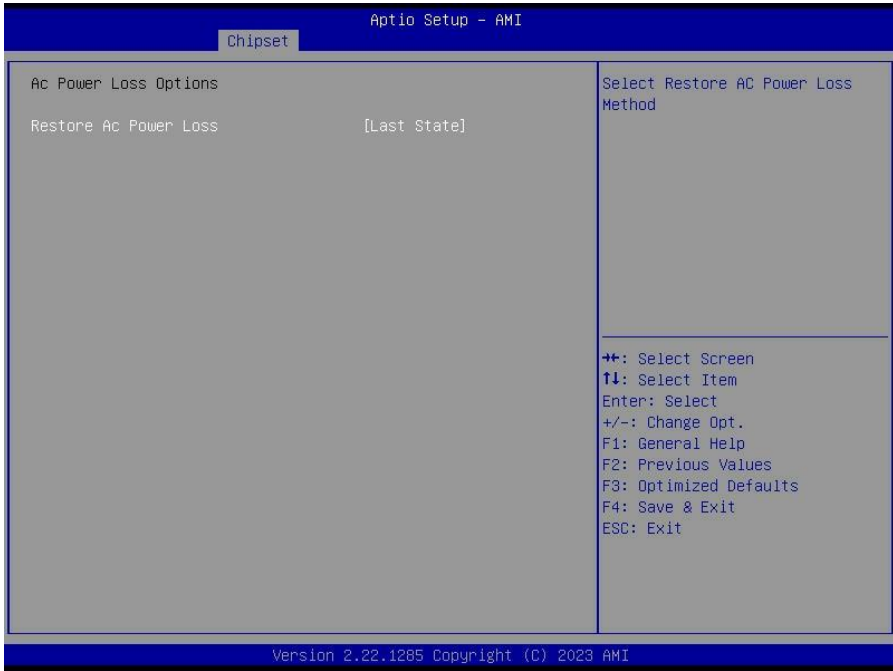 Aptio Setup – AMI
Chipset
Ac Power Loss Options
Restore Ac Power Loss [Last State]
Select Restore AC Power Loss
Method
→←: Select Screen
↑↓: Select Item
Enter: Select
+/-: Change Opt.
F1: General Help
F2: Previous Values
F3: Optimized Defaults
F4: Save & Exit
ESC: Exit
Version 2.22.1285 Copyright (C) 2023 AMI